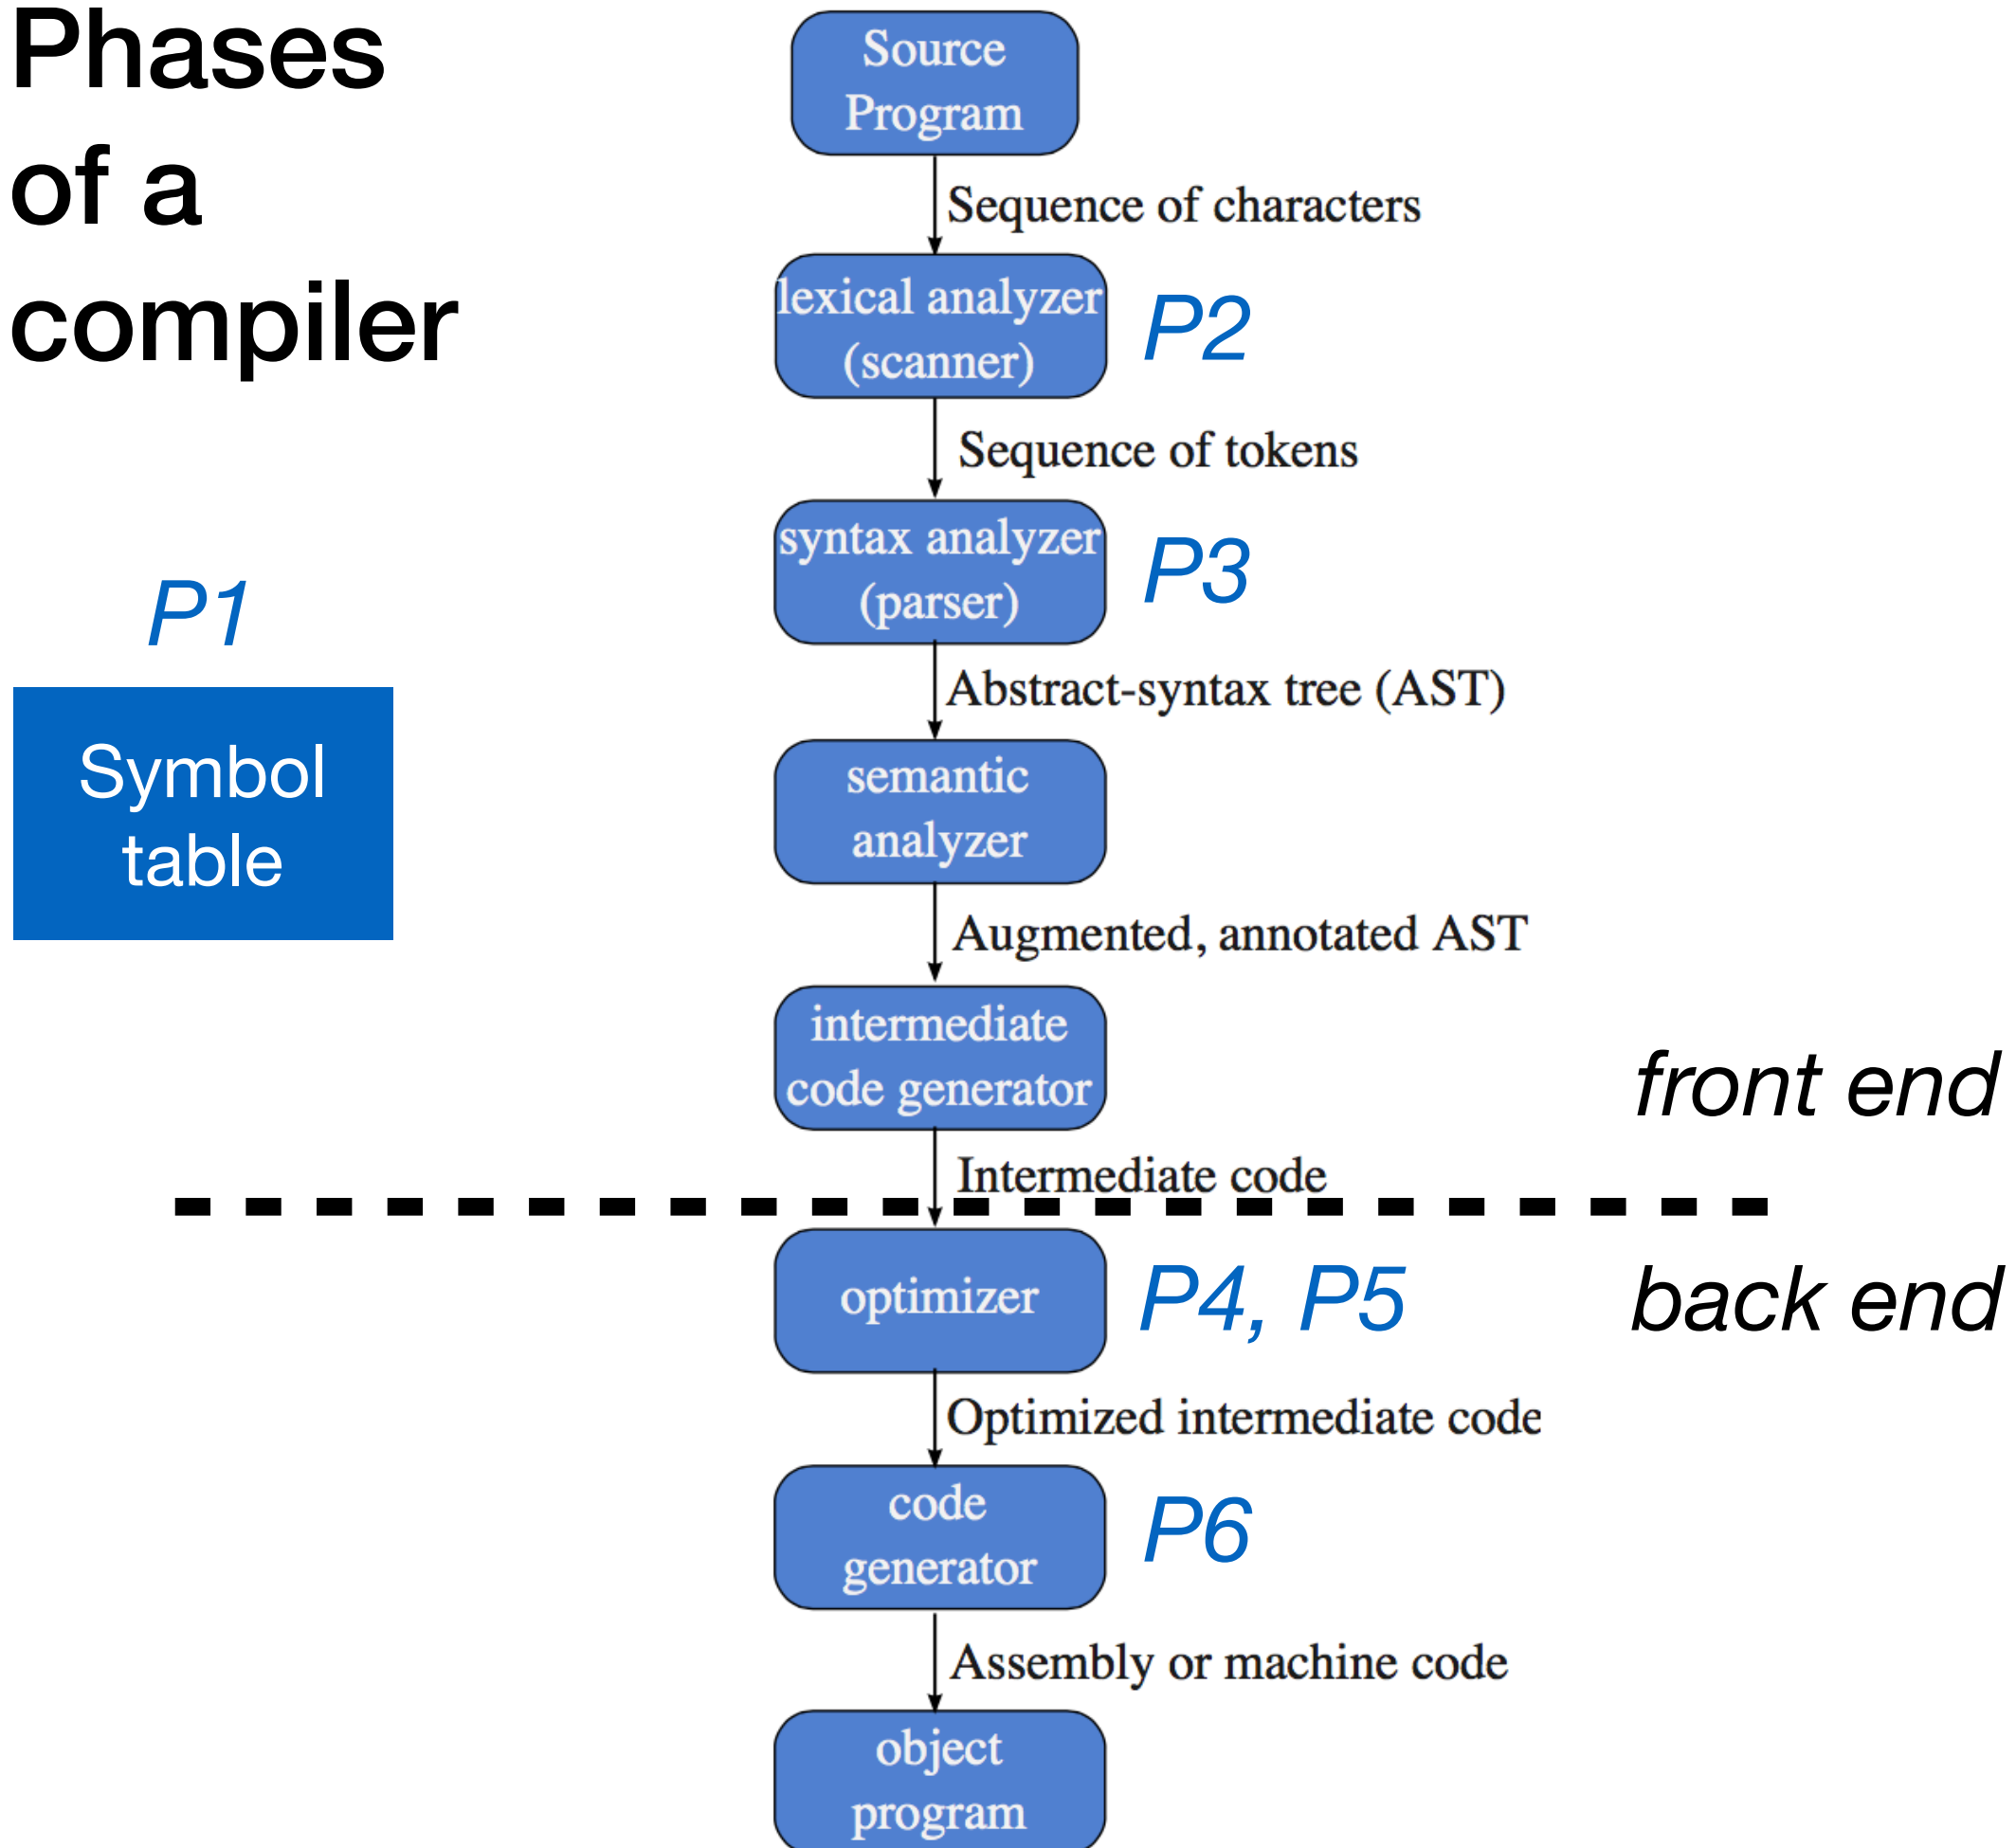 Phases
of a
compiler
Source
Program
Sequence of characters
lexical analyzer
(scanner)
P2
Sequence of tokens
syntax analyzer
(parser)
P3
P1
Symbol
table
Abstract-syntax tree (AST)
semantic
analyzer
Augmented, annotated AST
intermediate
code generator
front end
Intermediate code
optimizer
P4, P5
back end
Optimized intermediate code
code
generator
P6
Assembly or machine code
object
program